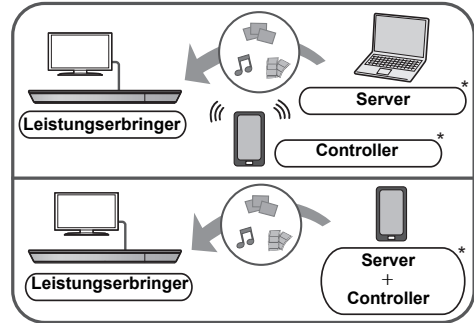 Server*
Leistungserbringer
Controller*
Leistungserbringer
Server*
+
Controller